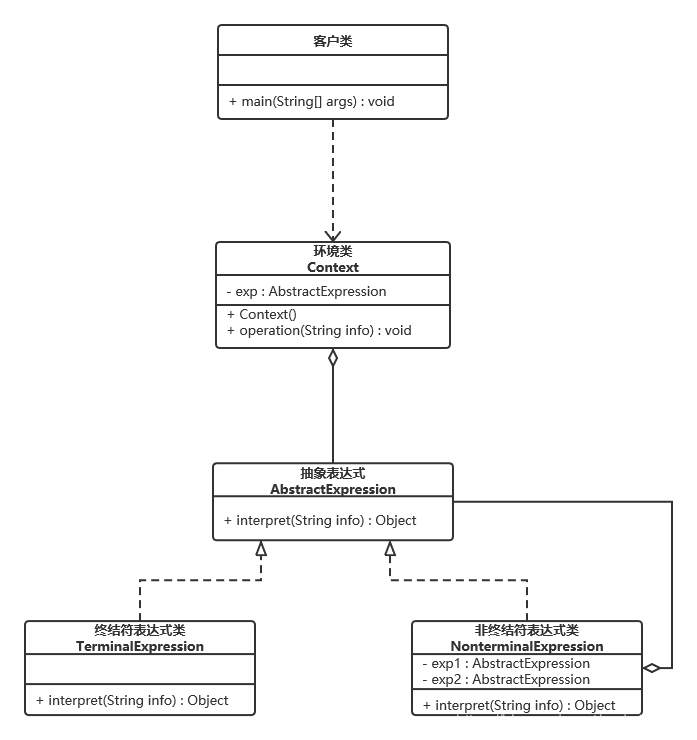 客户类
+ main(String[] args) : void
环境类
Context
- exp : AbstractExpression
+ Context()
+ operation(String info) : void
抽象表达式
AbstractExpression
+ interpret(String info) : Object
终结符表达式类
TerminalExpression
+ interpret(String info) : Object
非终结符表达式类
NonterminalExpression
- exp1 : AbstractExpression
- exp2 : AbstractExpression
+ interpret(String info) : Object